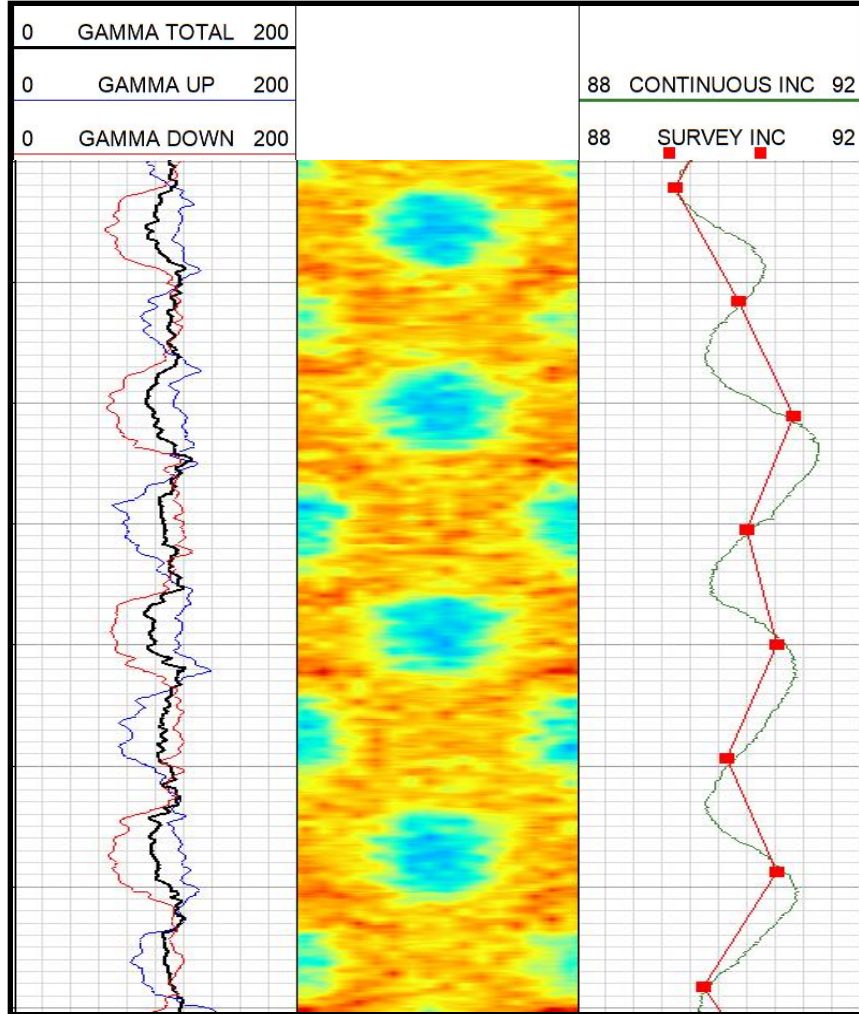 0 GAMMA TOTAL 200
0 GAMMA UP 200
0 GAMMA DOWN 200
88 CONTINUOUS INC 92
88 SURVEY INC 92